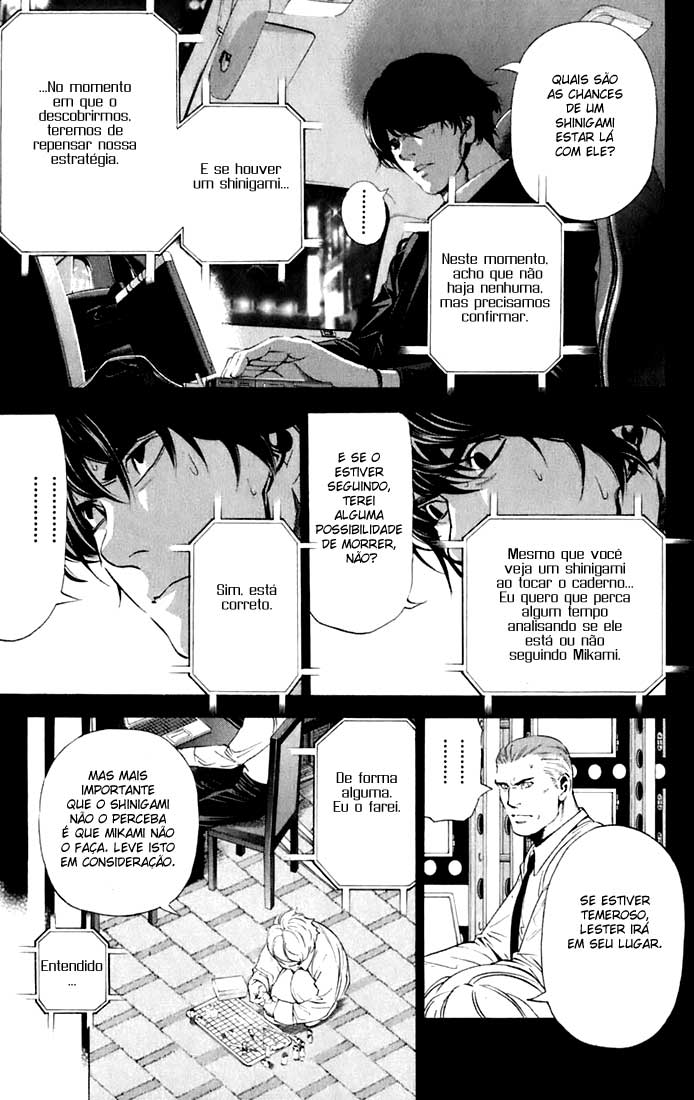 QUAIS SÃO
AS CHANCES
DE UM
SHINIGAMI
ESTAR LÁ
COM ELE?
Neste momento,
acho que não
haja nenhuma,
mas precisamos
confirmar.
.........
E se houver
um shinigami...
...No momento
em que o
descobrirmos,
teremos de
repensar nossa
estratégia.
Mesmo que você
veja um shinigami
ao tocar o caderno...
Eu quero que perca
algum tempo
analisando se ele
está ou não
seguindo Mikami.
E SE O
ESTIVER
SEGUINDO,
TEREI
ALGUMA
POSSIBILIDADE
DE MORRER,
NÃO?
Sim, está
correto.
.........
.........
SE ESTIVER
TEMEROSO,
LESTER IRÁ
EM SEU LUGAR.
De forma
alguma.
Eu o farei.
MAS MAIS
IMPORTANTE
QUE O SHINIGAMI
NÃO O PERCEBA
É QUE MIKAMI NÃO
O FAÇA. LEVE ISTO
EM CONSIDERAÇÃO.
Entendido
...